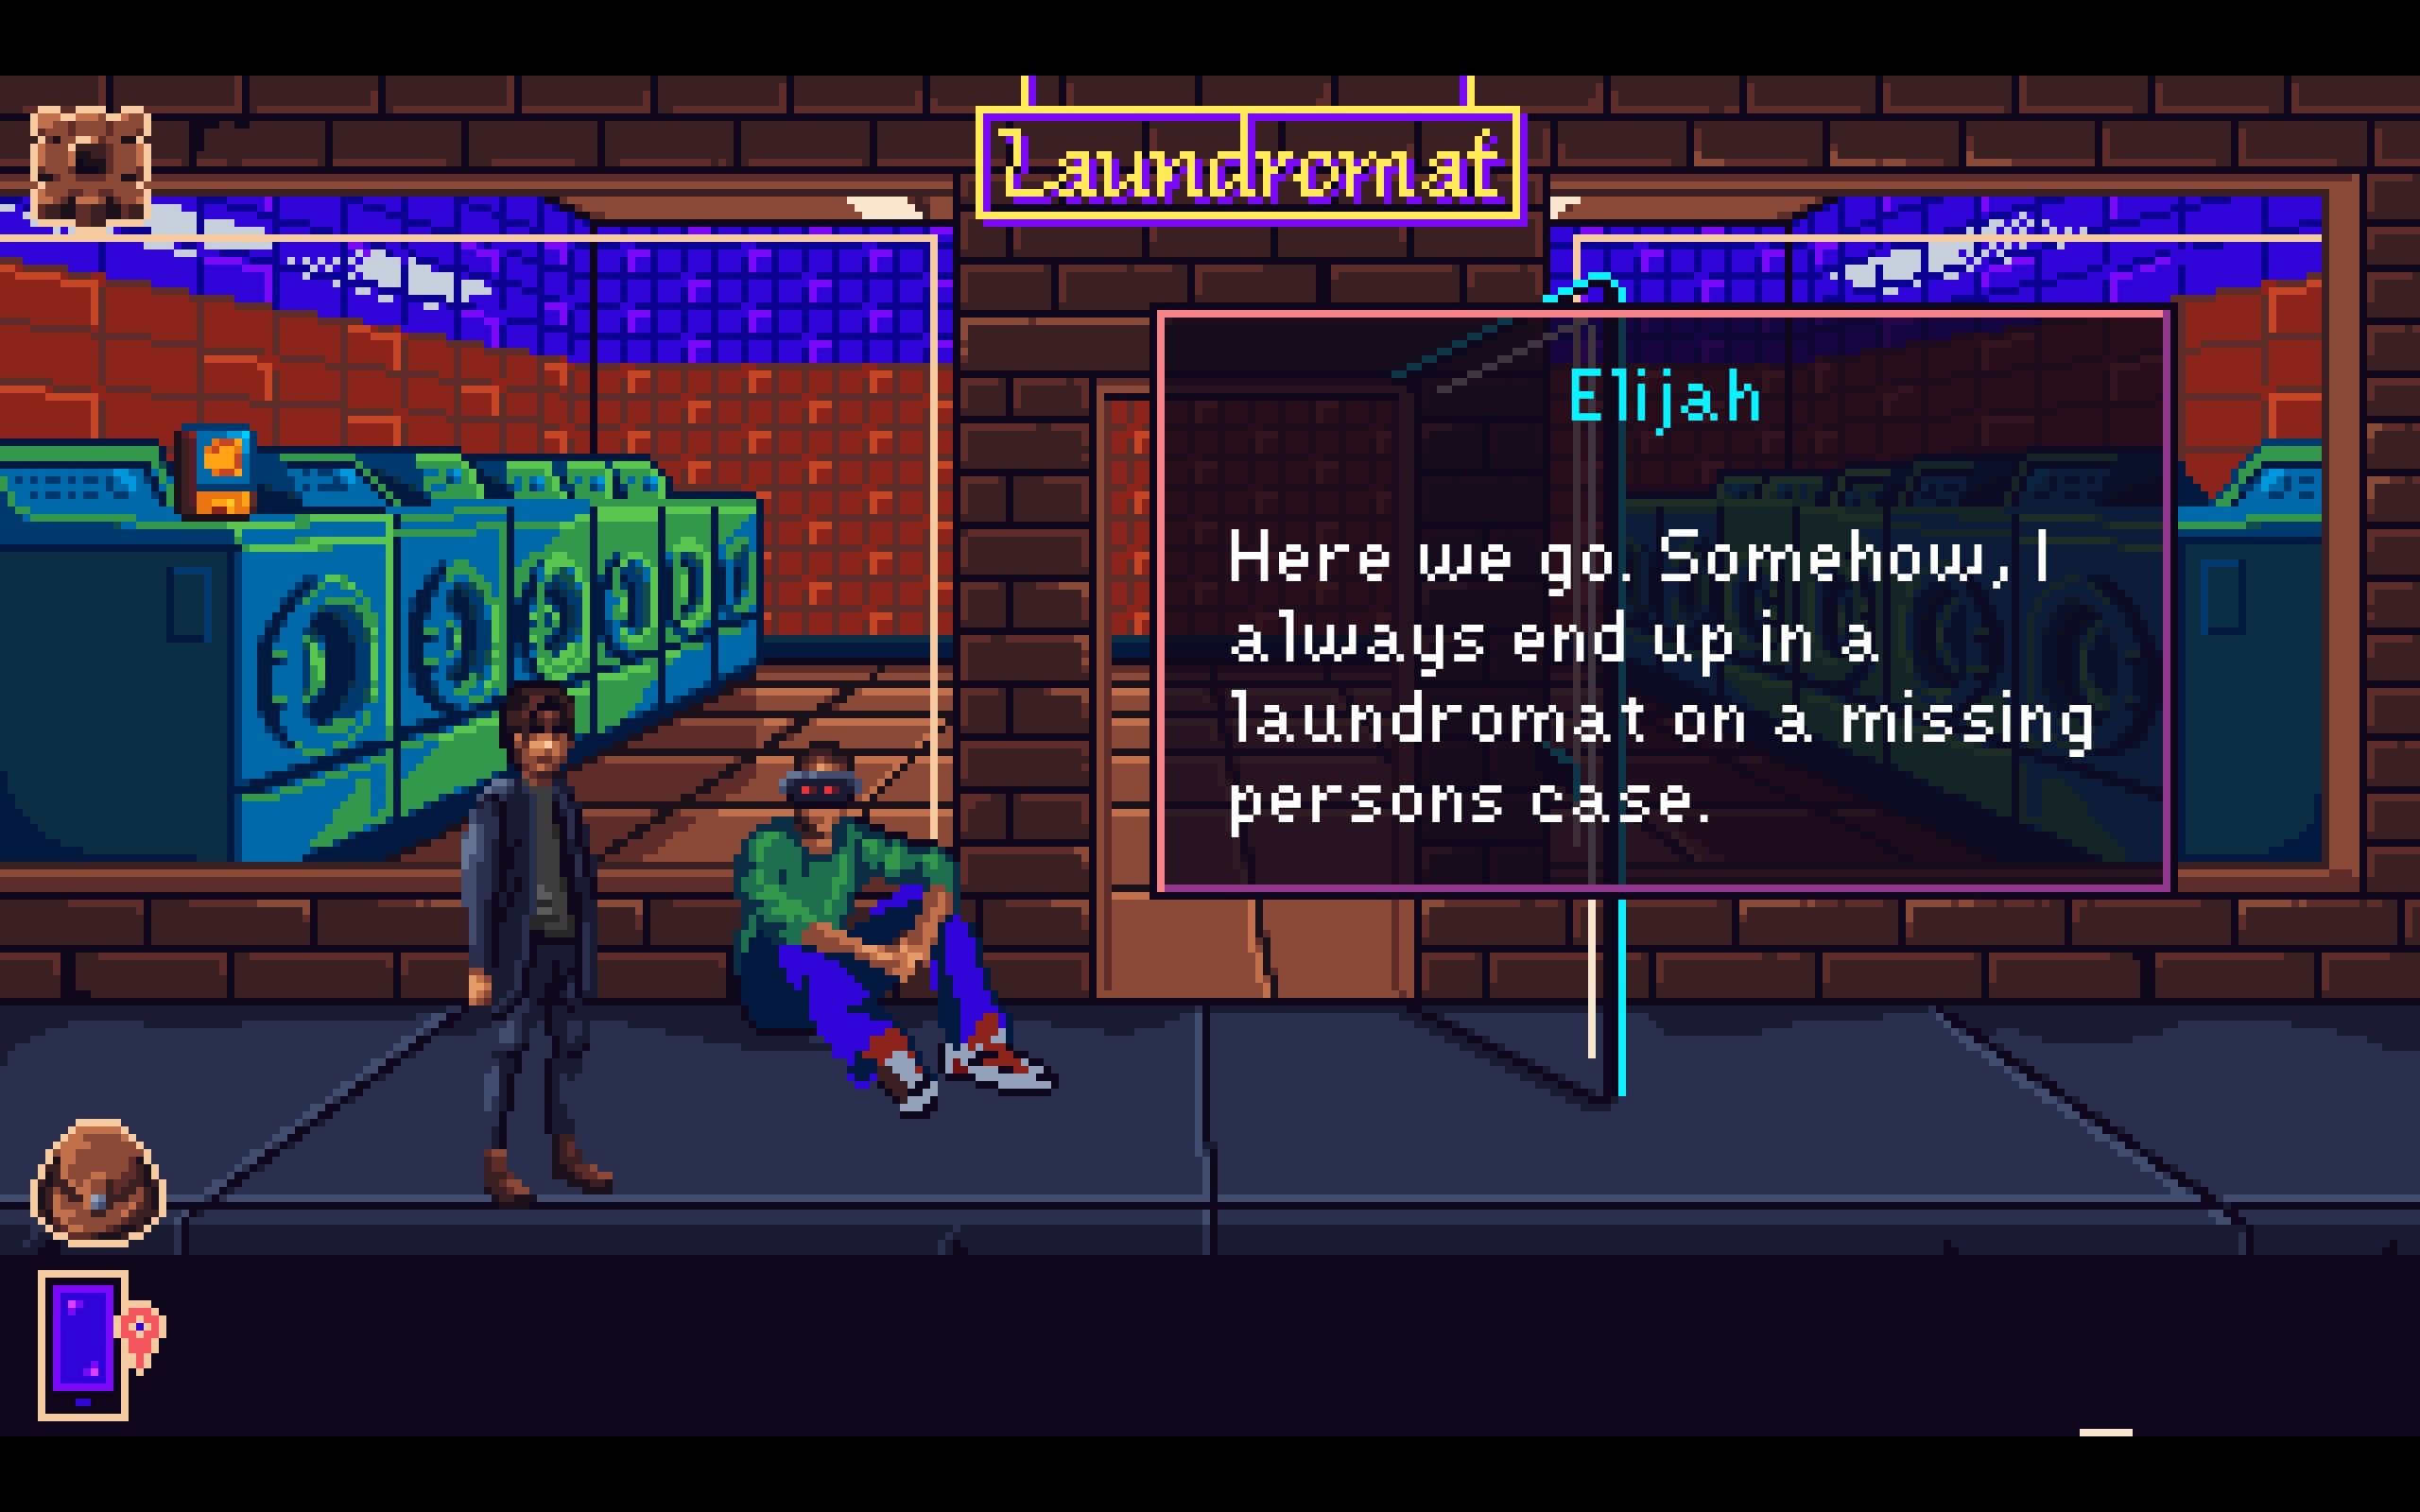 Laundromat
Elijah
Here we go. Somehow, I
always end up in a
laundromat on a missing
persons case.